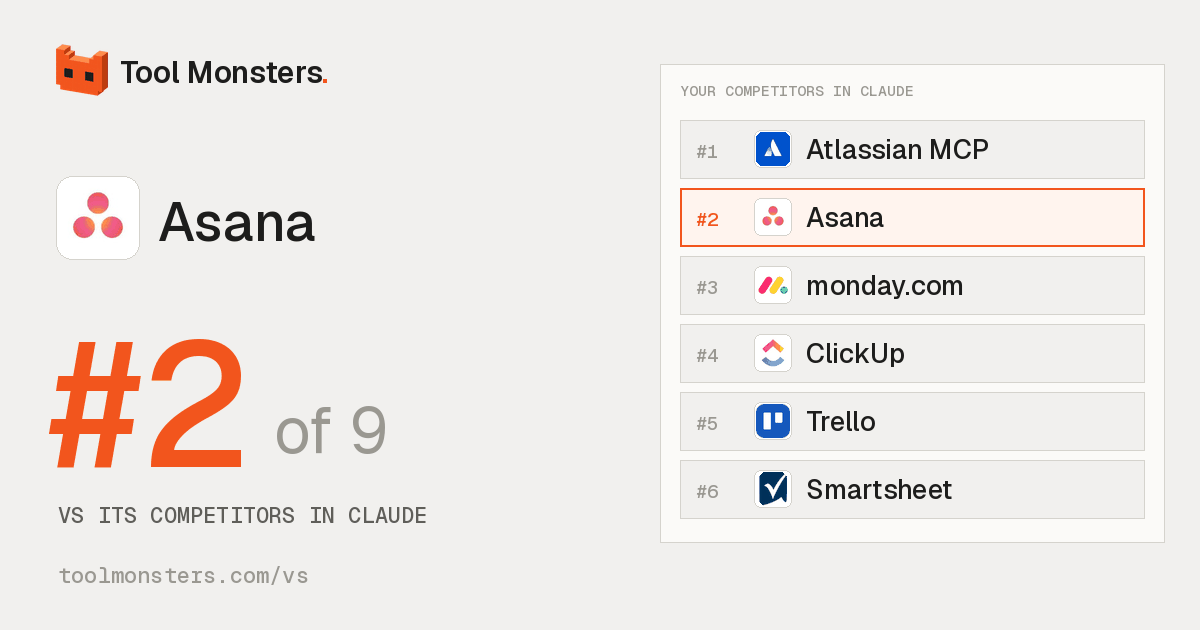 Tool Monsters.
Asana
#2 of 9
VS ITS COMPETITORS IN CLAUDE
toolmonsters.com/vs
YOUR COMPETITORS IN CLAUDE
#1 Atlassian MCP
#2 Asana
#3 monday.com
#4 ClickUp
#5 Trello
#6 Smartsheet